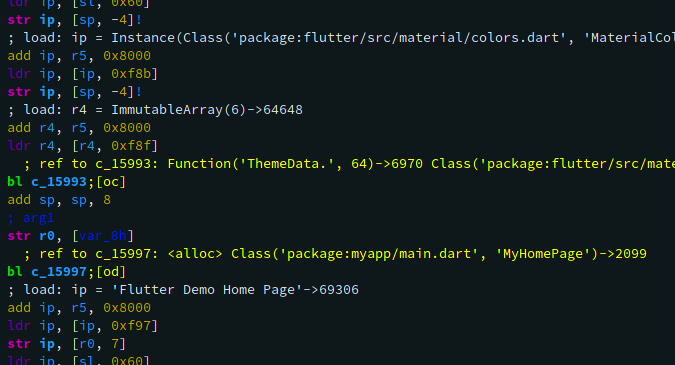 ldr ip, [sl, 0x60]
str ip, [sp, -4]!
; load: ip = Instance(Class('package:flutter/src/material/colors.dart', 'MaterialCol
add ip, r5, 0x8000
ldr ip, [ip, 0xf8b]
str ip, [sp, -4]!
; load: r4 = ImmutableArray(6)->64648
add r4, r5, 0x8000
ldr r4, [r4, 0xf8f]
; ref to c_15993: Function('ThemeData.', 64)->6970 Class('package:flutter/src/mate
bl c_15993;[oc]
add sp, sp, 8
; arg1
str r0, [var_8h]
; ref to c_15997: <alloc> Class('package:myapp/main.dart', 'MyHomePage')->2099
bl c_15997;[od]
; load: ip = 'Flutter Demo Home Page'->69306
add ip, r5, 0x8000
ldr ip, [ip, 0xf97]
str ip, [r0, 7]
ldr ip, [sl, 0x60]